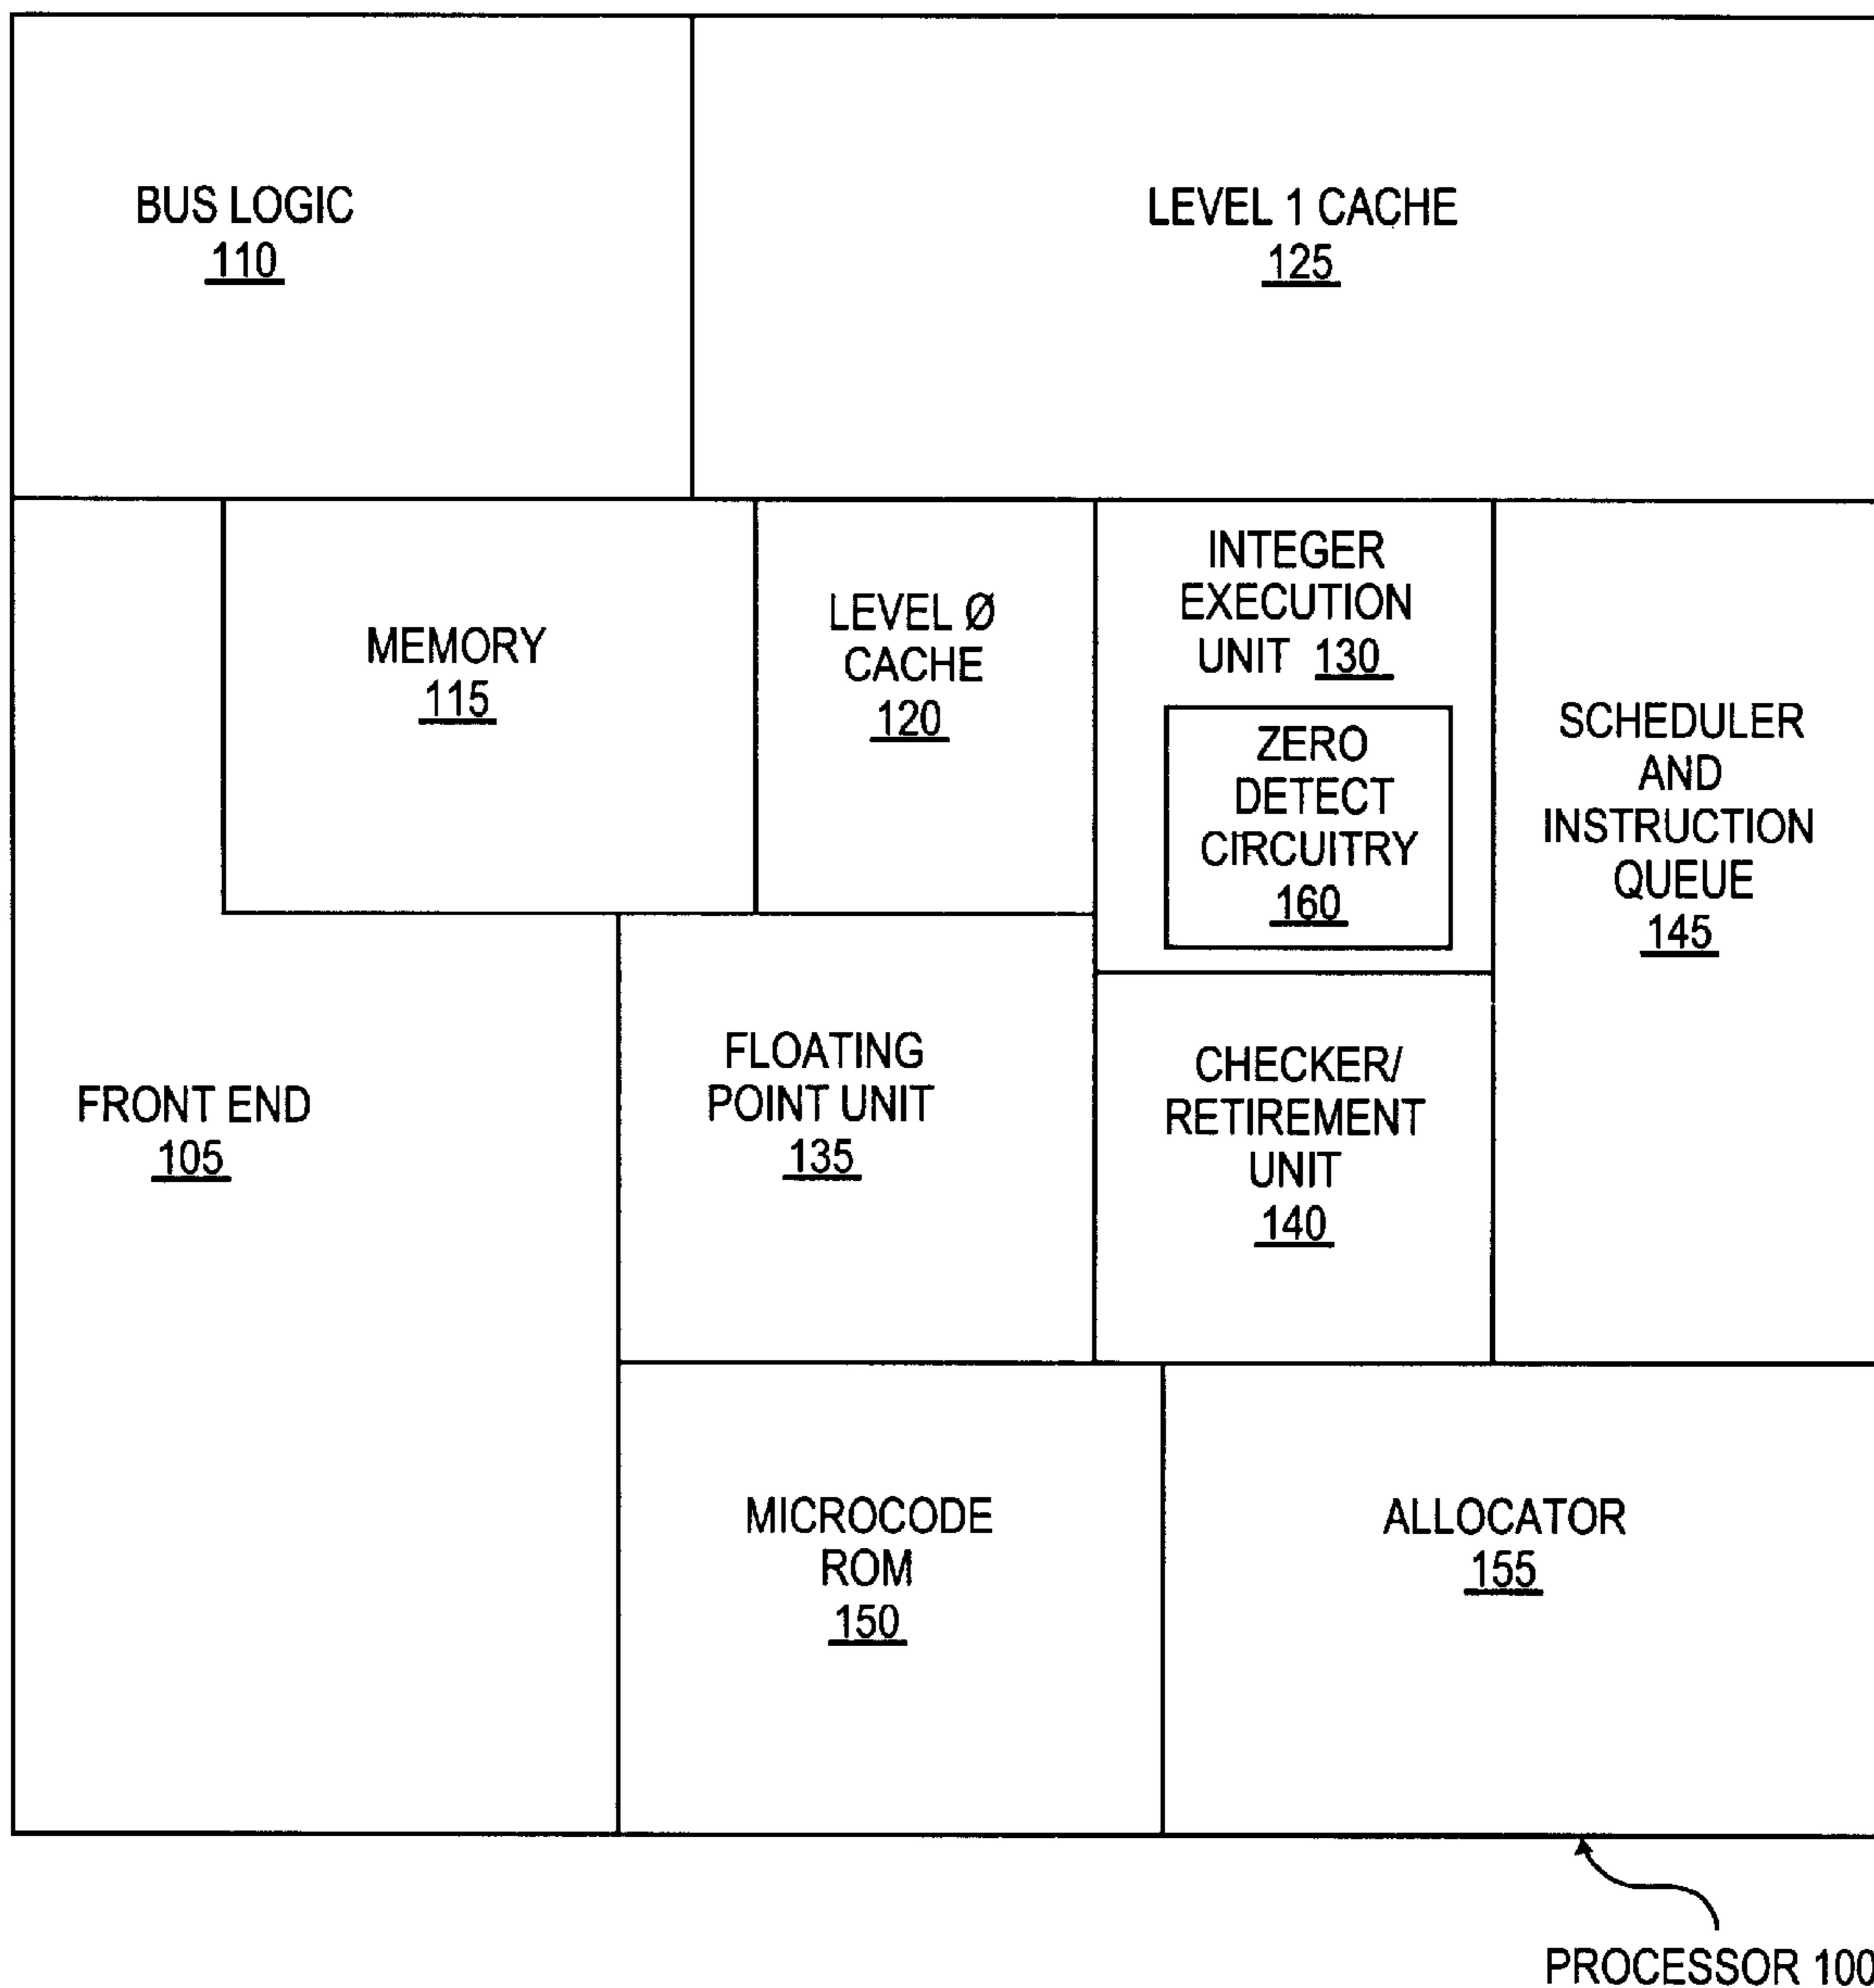 BUS LOGIC
110
LEVEL 1 CACHE
125
MEMORY
115
LEVEL Ø
CACHE
120
INTEGER
EXECUTION
UNIT 130
ZERO
DETECT
CIRCUITRY
160
SCHEDULER
AND
INSTRUCTION
QUEUE
145
FRONT END
105
FLOATING
POINT UNIT
135
CHECKER/
RETIREMENT
UNIT
140
MICROCODE
ROM
150
ALLOCATOR
155
PROCESSOR 100